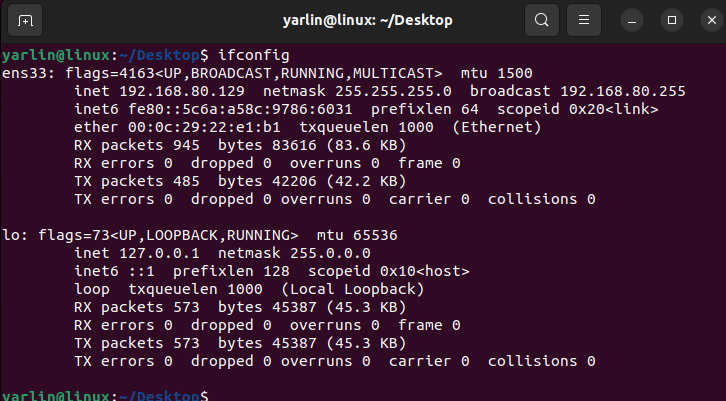 yarlin@linux: ~/Desktop
yarlin@linux:~/Desktop$ ifconfig
ens33: flags=4163<UP,BROADCAST,RUNNING,MULTICAST>  mtu 1500
        inet 192.168.80.129  netmask 255.255.255.0  broadcast 192.168.80.255
        inet6 fe80::5c6a:a58c:9786:6031  prefixlen 64  scopeid 0x20<link>
        ether 00:0c:29:22:e1:b1  txqueuelen 1000  (Ethernet)
        RX packets 945  bytes 83616 (83.6 KB)
        RX errors 0  dropped 0  overruns 0  frame 0
        TX packets 485  bytes 42206 (42.2 KB)
        TX errors 0  dropped 0 overruns 0  carrier 0  collisions 0
lo: flags=73<UP,LOOPBACK,RUNNING>  mtu 65536
        inet 127.0.0.1  netmask 255.0.0.0
        inet6 ::1  prefixlen 128  scopeid 0x10<host>
        loop  txqueuelen 1000  (Local Loopback)
        RX packets 573  bytes 45387 (45.3 KB)
        RX errors 0  dropped 0  overruns 0  frame 0
        TX packets 573  bytes 45387 (45.3 KB)
        TX errors 0  dropped 0 overruns 0  carrier 0  collisions 0
yarlin@linux:~/Desktop$